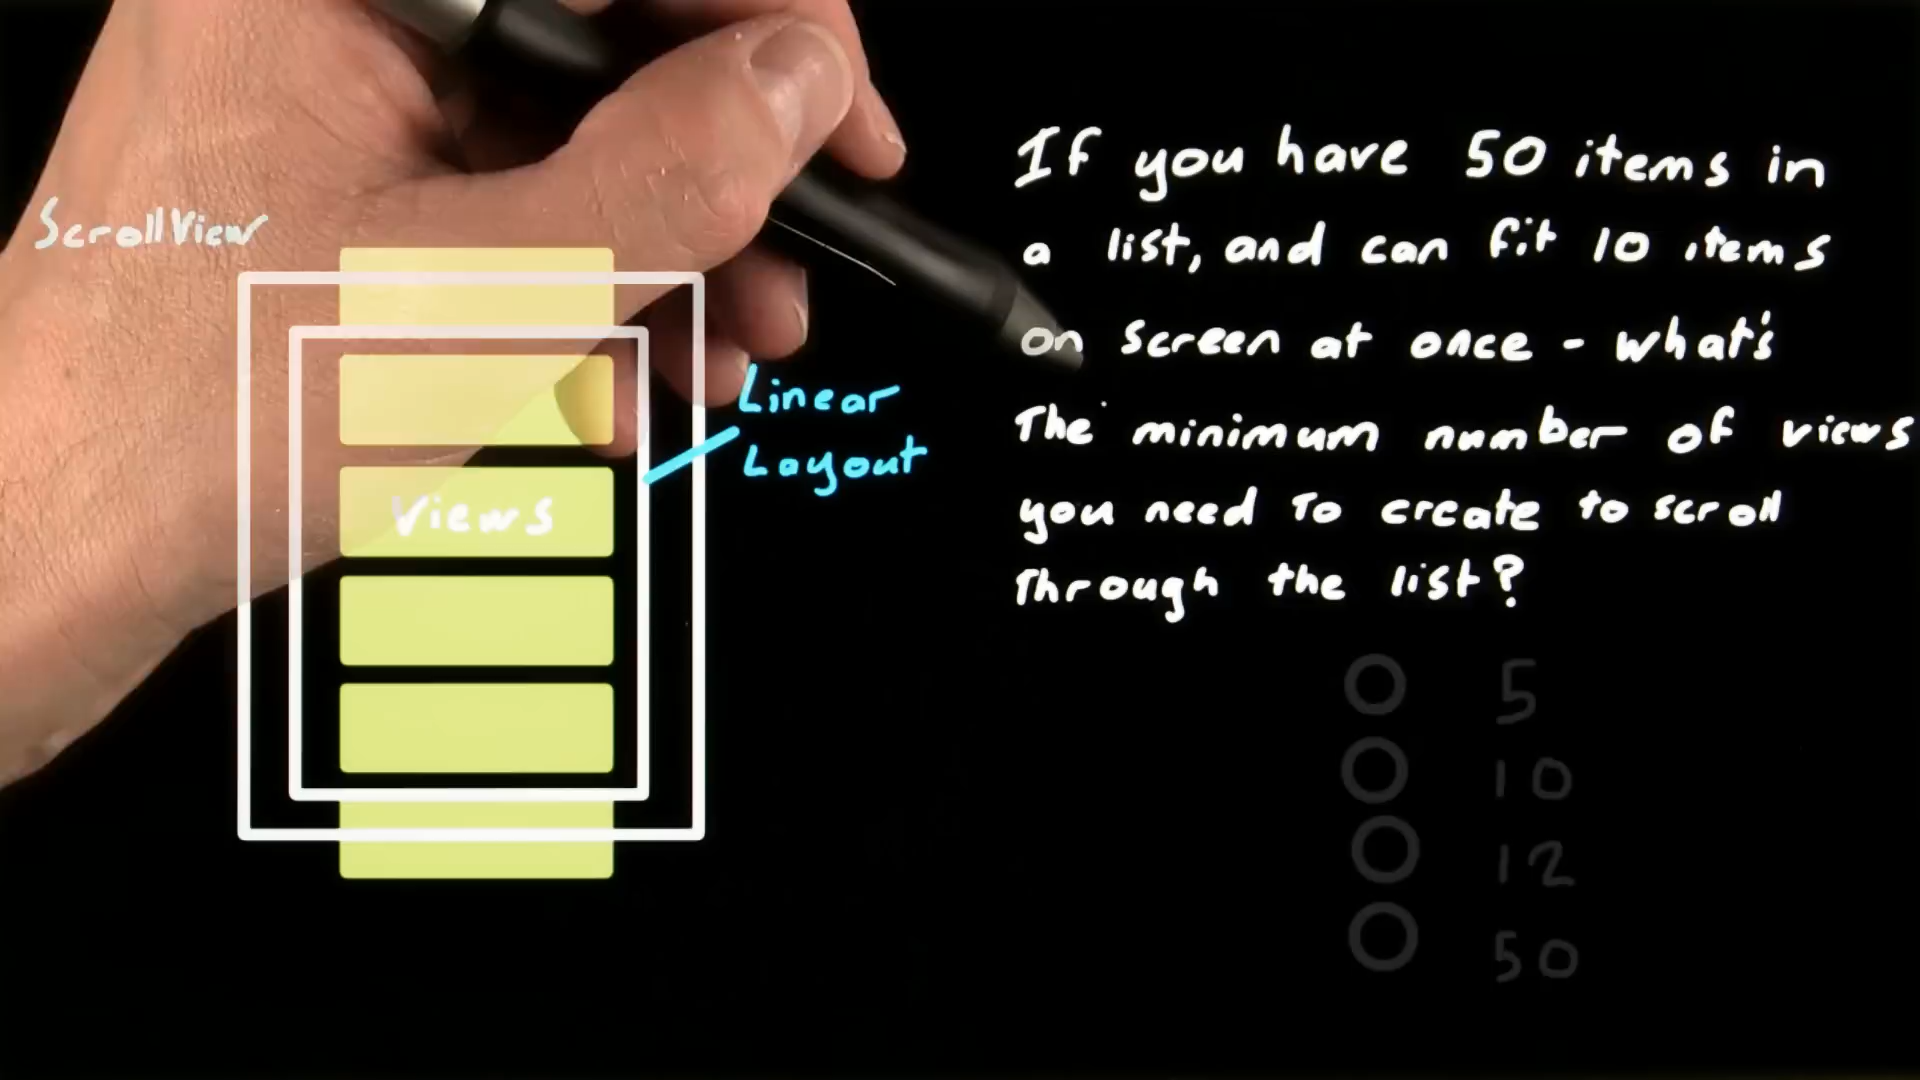 ScrollView
Views
Linear
Layout
If you have 50 items in
a list, and can fit 10 items
on screen at once - what's
The minimum number of views
you need to create to scroll
Through the list?
5
10
12
50